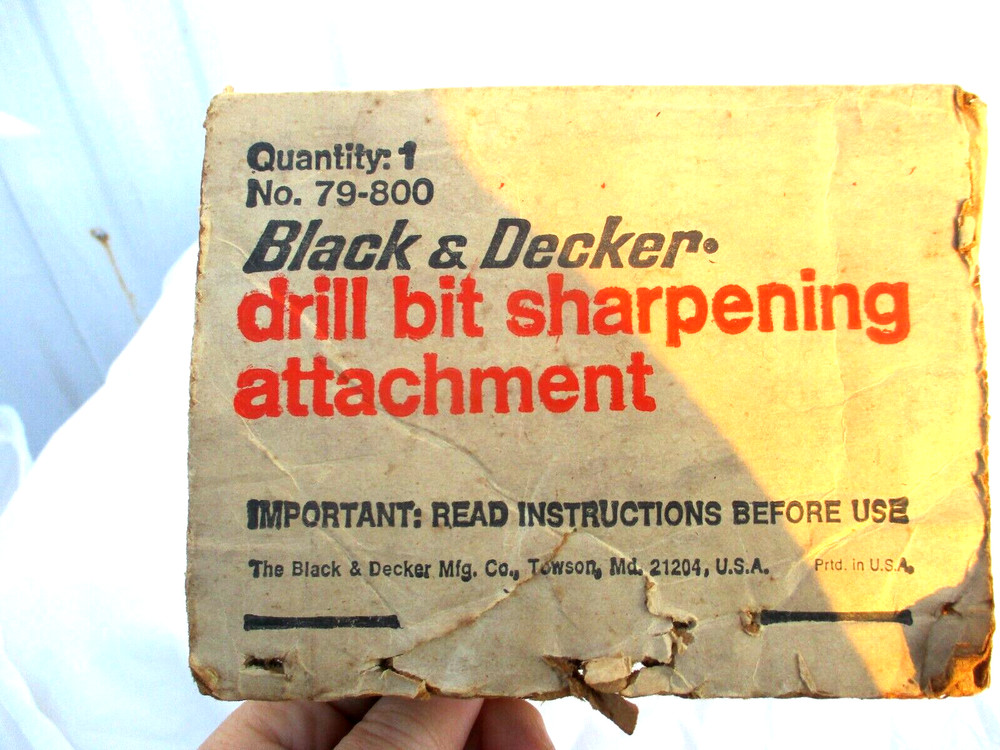 Quantity: 1
No. 79-800
Black & Decker®
drill bit sharpening
attachment
IMPORTANT: READ INSTRUCTIONS BEFORE USE
The Black & Decker Mfg. Co., Towson, Md. 21204, U.S.A. Prtd. in U.S.A.